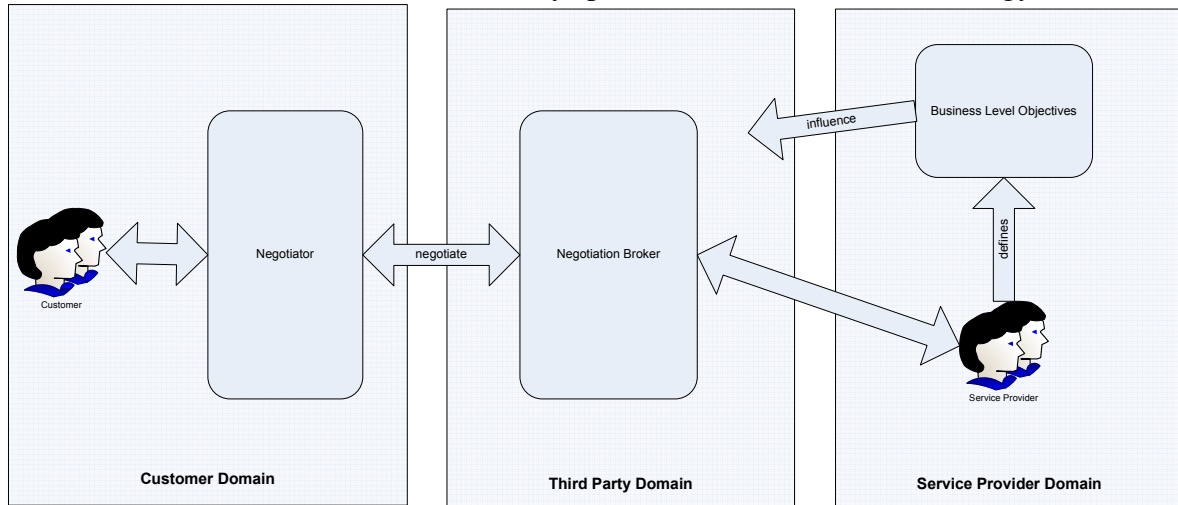 Business Level Objectives
influence
Negotiator
negotiate
Negotiation Broker
defines
Customer
Service Provider
Customer Domain
Third Party Domain
Service Provider Domain